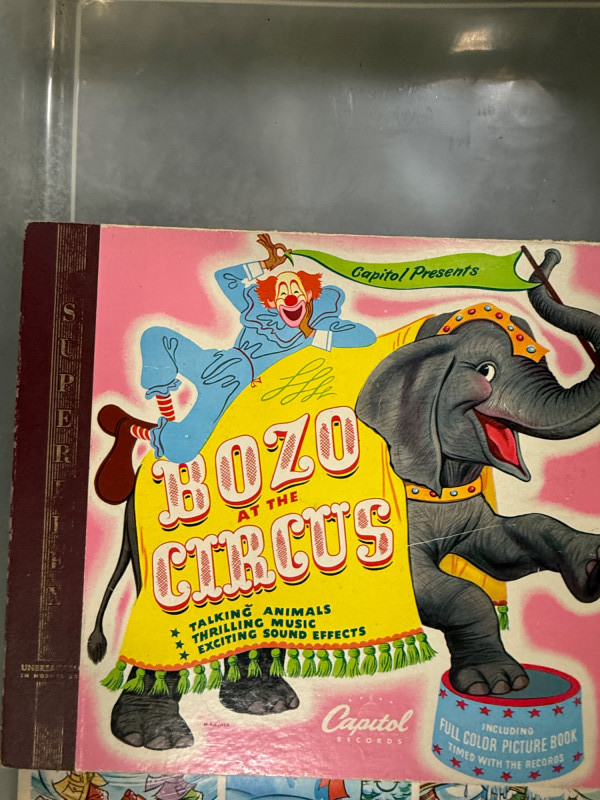 Capitol Presents
BOZO
AT THE
CIRCUS
★ TALKING ANIMALS
★ THRILLING MUSIC
★ EXCITING SOUND EFFECTS
Capitol
RECORDS
INCLUDING
FULL COLOR PICTURE BOOK
TIMED WITH THE RECORDS